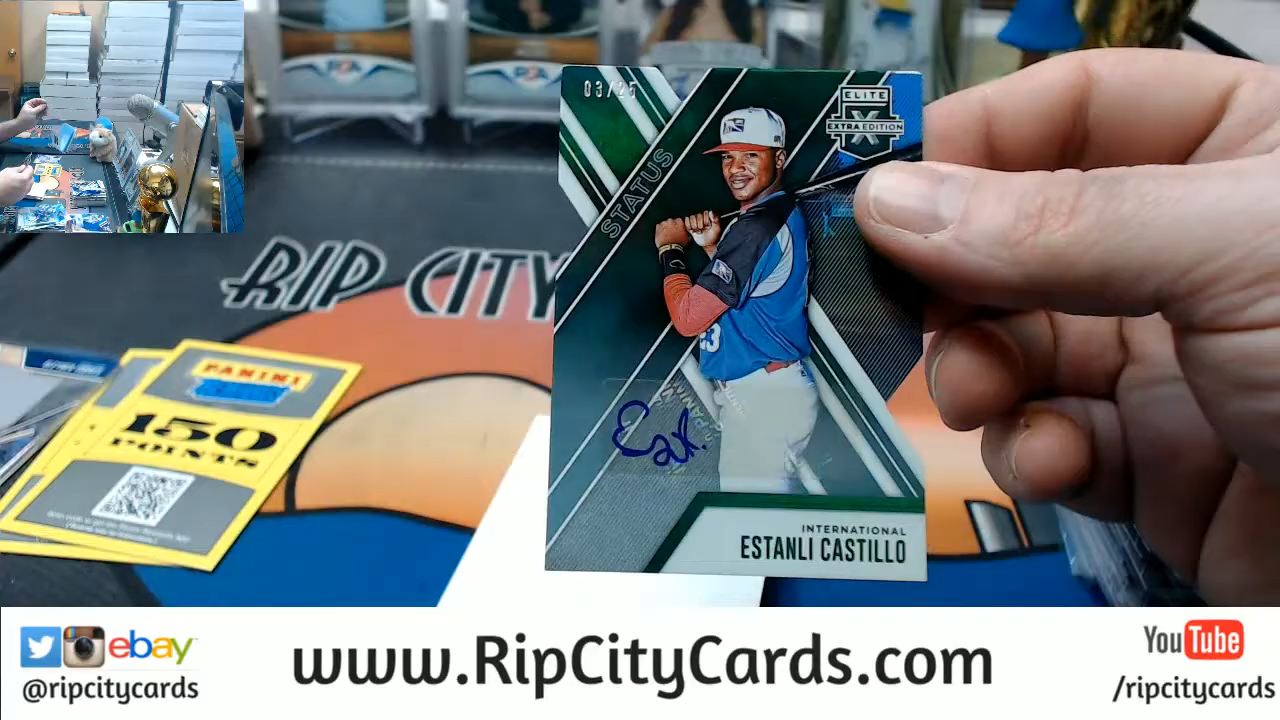 RIP CITY
03/25
STATUS
ELITE
X
EXTRA EDITION
23
INTERNATIONAL
ESTANLI CASTILLO
PANINI
150
POINTS
ebay
@ripcitycards
www.RipCityCards.com
YouTube
/ripcitycards